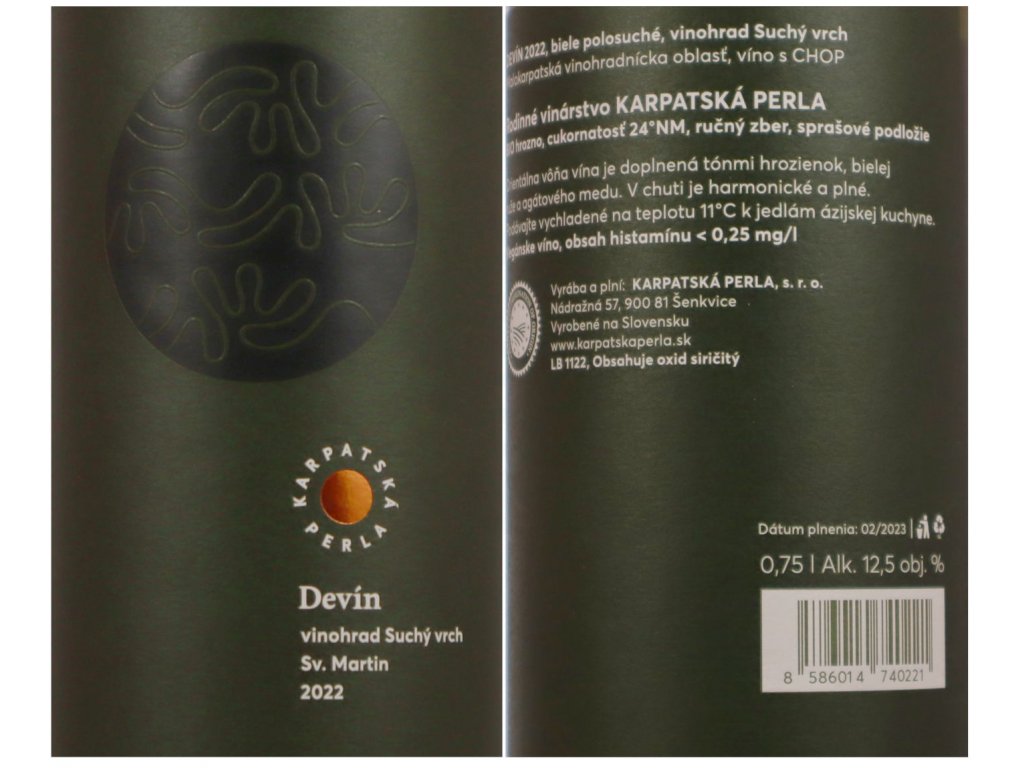 KARPATSKÁ
PERLA
Devín
vinohrad Suchý vrch
Sv. Martin
2022
DEVÍN 2022, biele polosuché, vinohrad Suchý vrch
Malokarpatská vinohradnícka oblasť, víno s CHOP
Rodinné vinárstvo KARPATSKÁ PERLA
hrozno, cukornatosť 24°NM, ručný zber, sprašové podložie
vôňa vína je doplnená tónmi hrozienok, bielej
a agátového medu. V chuti je harmonické a plné.
vychladené na teplotu 11°C k jedlám ázijskej kuchyne.
víno, obsah histamínu < 0,25 mg/l
Vyrába a plní: KARPATSKÁ PERLA, s. r. o.
Nádražná 57, 900 81 Šenkvice
Vyrobené na Slovensku
www.karpatskaperla.sk
LB 1122, Obsahuje oxid siričitý
Dátum plnenia: 02/2023
0,75 l Alk. 12,5 obj. %
8 586014 740221